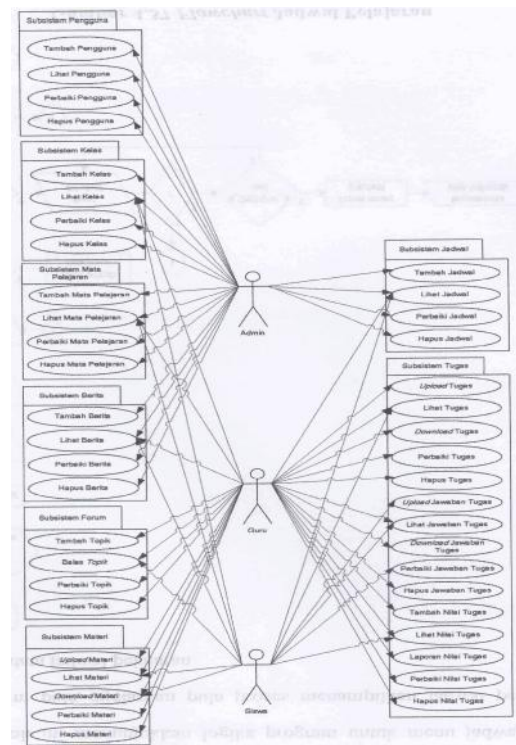 Subsistem Pengguna
Tambah Pengguna
Lihat Pengguna
Perbaiki Pengguna
Hapus Pengguna
Subsistem Kelas
Tambah Kelas
Lihat Kelas
Perbaiki Kelas
Hapus Kelas
Subsistem Mata
Pelajaran
Tambah Mata Pelajaran
Lihat Mata Pelajaran
Perbaiki Mata Pelajaran
Hapus Mata Pelajaran
Subsistem Berita
Tambah Berita
Lihat Berita
Perbaiki Berita
Hapus Berita
Subsistem Forum
Tambah Topik
Balas Topik
Perbaiki Topik
Hapus Topik
Subsistem Materi
Upload Materi
Lihat Materi
Download Materi
Perbaiki Materi
Hapus Materi
Admin
Guru
Siswa
Subsistem Jadwal
Tambah Jadwal
Lihat Jadwal
Perbaiki Jadwal
Hapus Jadwal
Subsistem Tugas
Upload Tugas
Lihat Tugas
Download Tugas
Perbaiki Tugas
Hapus Tugas
Upload Jawaban Tugas
Lihat Jawaban Tugas
Download Jawaban
Tugas
Perbaiki Jawaban Tugas
Hapus Jawaban Tugas
Tambah Nilai Tugas
Lihat Nilai Tugas
Laporan Nilai Tugas
Perbaiki Nilai Tugas
Hapus Nilai Tugas